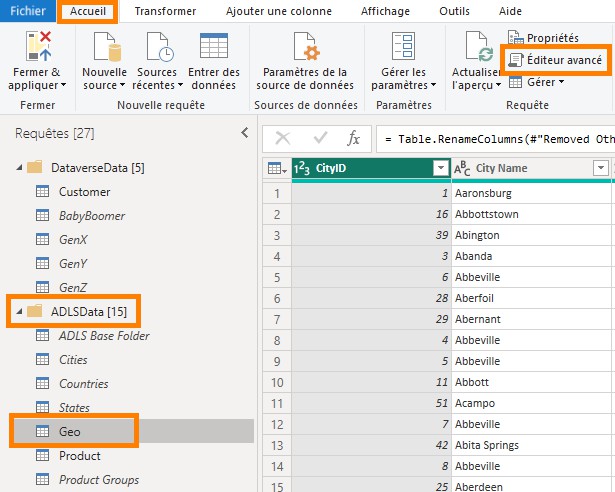 Fichier Accueil Transformer Ajouter une colonne Affichage Outils Aide
Fermer & appliquer
Nouvelle source
Sources récentes
Entrer des données
Paramètres de la source de données
Gérer les paramètres
Actualiser l'aperçu
Propriétés
Éditeur avancé
Gérer
Fermer Nouvelle requête Sources de données Paramètres Requête
Requêtes [27]
DataverseData [5]
Customer
BabyBoomer
GenX
GenY
GenZ
ADLSData [15]
ADLS Base Folder
Cities
Countries
States
Geo
Product
Product Groups
fx = Table.RenameColumns(#"Removed Oth
123 CityID ABC City Name
1 1 Aaronsburg
2 16 Abbottstown
3 39 Abington
4 3 Abanda
5 6 Abbeville
6 28 Aberfoil
7 29 Abernant
8 4 Abbeville
9 5 Abbeville
10 11 Abbott
11 51 Acampo
12 7 Abbeville
13 42 Abita Springs
14 8 Abbeville
15 25 Aberdeen